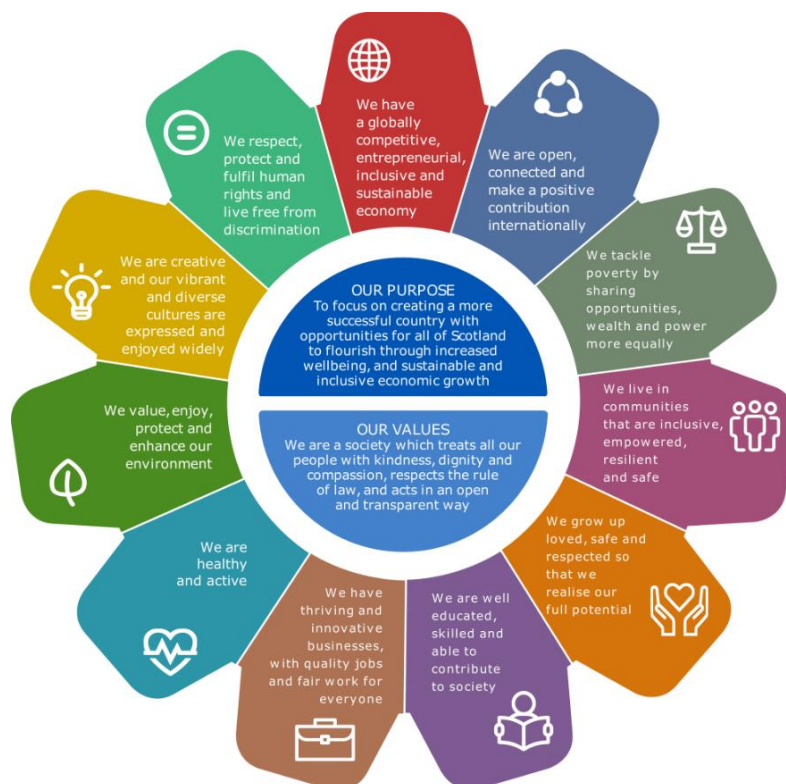 We have
a globally
competitive,
entrepreneurial,
inclusive and
sustainable
economy
We are open,
connected and
make a positive
contribution
internationally
We tackle
poverty by
sharing
opportunities,
wealth and power
more equally
We live in
communities
that are inclusive,
empowered,
resilient
and safe
We grow up
loved, safe and
respected so
that we
realise our
full potential
We are well
educated,
skilled and
able to
contribute
to society
We have
thriving and
innovative
businesses,
with quality jobs
and fair work for
everyone
We are
healthy
and active
We value, enjoy,
protect and
enhance our
environment
We are creative
and our vibrant
and diverse
cultures are
expressed and
enjoyed widely
We respect,
protect and
fulfil human
rights and
live free from
discrimination
OUR PURPOSE
To focus on creating a more
successful country with
opportunities for all of Scotland
to flourish through increased
wellbeing, and sustainable and
inclusive economic growth
OUR VALUES
We are a society which treats all our
people with kindness, dignity and
compassion, respects the rule
of law, and acts in an open
and transparent way